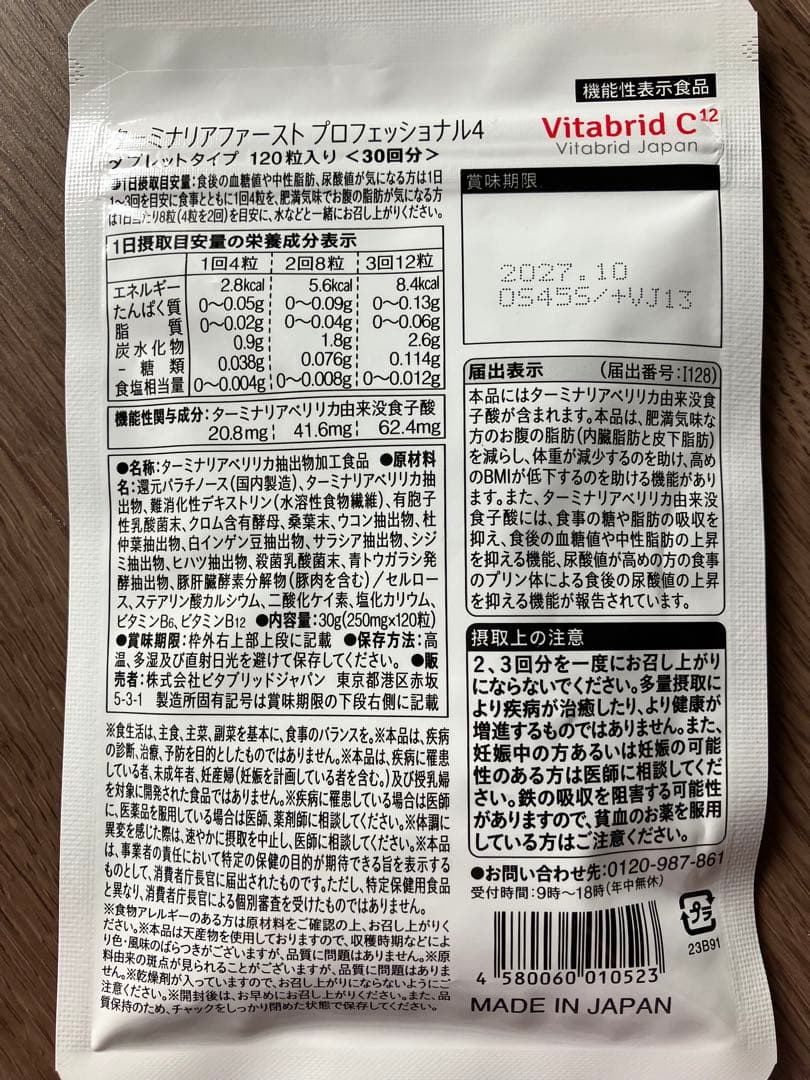 機能性表示食品
ターミナリアファースト プロフェッショナル4
タブレットタイプ 120粒入り <30回分>
Vitabrid C¹²
Vitabrid Japan
●1日摂取目安量:食後の血糖値や中性脂肪、尿酸値が気になる方は1日
1~3回を目安に食事とともに1回4粒を、肥満気味でお腹の脂肪が気になる方
は1日当たり8粒(4粒を2回)を目安に、水などと一緒にお召し上がりください。
賞味期限
2027.10
OS45S/+VJ13
1日摂取目安量の栄養成分表示
1回4粒 2回8粒 3回12粒
エネルギー 2.8kcal 5.6kcal 8.4kcal
たんぱく質 0~0.05g 0~0.09g 0~0.13g
脂質 0~0.02g 0~0.04g 0~0.06g
炭水化物 0.9g 1.8g 2.6g
- 糖類 0.038g 0.076g 0.114g
食塩相当量 0~0.004g 0~0.008g 0~0.012g
機能性関与成分:ターミナリアベリリカ由来没食子酸
20.8mg 41.6mg 62.4mg
●名称:ターミナリアベリリカ抽出物加工食品 ●原材料
名:還元パラチノース(国内製造)、ターミナリアベリリカ抽
出物、難消化性デキストリン(水溶性食物繊維)、有胞子
性乳酸菌末、クロム含有酵母、桑葉末、ウコン抽出物、杜
仲葉抽出物、白インゲン豆抽出物、サラシア抽出物、シジ
ミ抽出物、ヒハツ抽出物、殺菌乳酸菌末、青トウガラシ発
酵抽出物、豚肝臓酵素分解物(豚肉を含む)/セルロー
ス、ステアリン酸カルシウム、二酸化ケイ素、塩化カリウム、
ビタミンB6、ビタミンB12 ●内容量:30g(250mg×120粒)
●賞味期限:枠外右上部上段に記載 ●保存方法:高
温、多湿及び直射日光を避けて保存してください。 ●販
売者:株式会社ビタブリッドジャパン 東京都港区赤坂
5-3-1 製造所固有記号は賞味期限の下段右側に記載
※食生活は、主食、主菜、副菜を基本に、食事のバランスを。※本品は、疾病
の診断、治療、予防を目的としたものではありません。※本品は、疾病に罹患
している者、未成年者、妊産婦(妊娠を計画している者を含む。)及び授乳婦
を対象に開発された食品ではありません。※疾病に罹患している場合は医師
に、医薬品を服用している場合は医師、薬剤師に相談してください。※体調に
異変を感じた際は、速やかに摂取を中止し、医師に相談してください。※本品
は、事業者の責任において特定の保健の目的が期待できる旨を表示する
ものとして、消費者庁長官に届出されたものです。ただし、特定保健用食品
と異なり、消費者庁長官による個別審査を受けたものではありません。
※食物アレルギーのある方は原材料をご確認の上、お召し上がりく
ださい。※本品は天産物を使用しておりますので、収穫時期などによ
り色・風味のばらつきがございますが、品質に問題はありません。※原
料由来の斑点が見られることがございますが、品質に問題はありま
せん。※乾燥剤が入っていますので、お召し上がりにならないようにご
注意ください。※開封後は、お早めにお召し上がりください。また、品
質保持のため、チャックをしっかり閉めた状態で保存してください。
届出表示 (届出番号:I128)
本品にはターミナリアベリリカ由来没食
子酸が含まれます。本品は、肥満気味な
方のお腹の脂肪(内臓脂肪と皮下脂肪)
を減らし、体重が減少するのを助け、高め
のBMIが低下するのを助ける機能があり
ます。また、ターミナリアベリリカ由来没
食子酸には、食事の糖や脂肪の吸収を
抑え、食後の血糖値や中性脂肪の上昇
を抑える機能、尿酸値が高めの方の食事
のプリン体による食後の尿酸値の上昇
を抑える機能が報告されています。
摂取上の注意
2、3回分を一度にお召し上がり
にならないでください。多量摂取に
より疾病が治癒したり、より健康が
増進するものではありません。また、
妊娠中の方あるいは妊娠の可能
性のある方は医師に相談してくだ
さい。鉄の吸収を阻害する可能性
がありますので、貧血のお薬を服用
している方はご注意ください。
●お問い合わせ先:0120-987-861
受付時間:9時~18時(年中無休)
プラ
23B91
4 580060 010523
MADE IN JAPAN